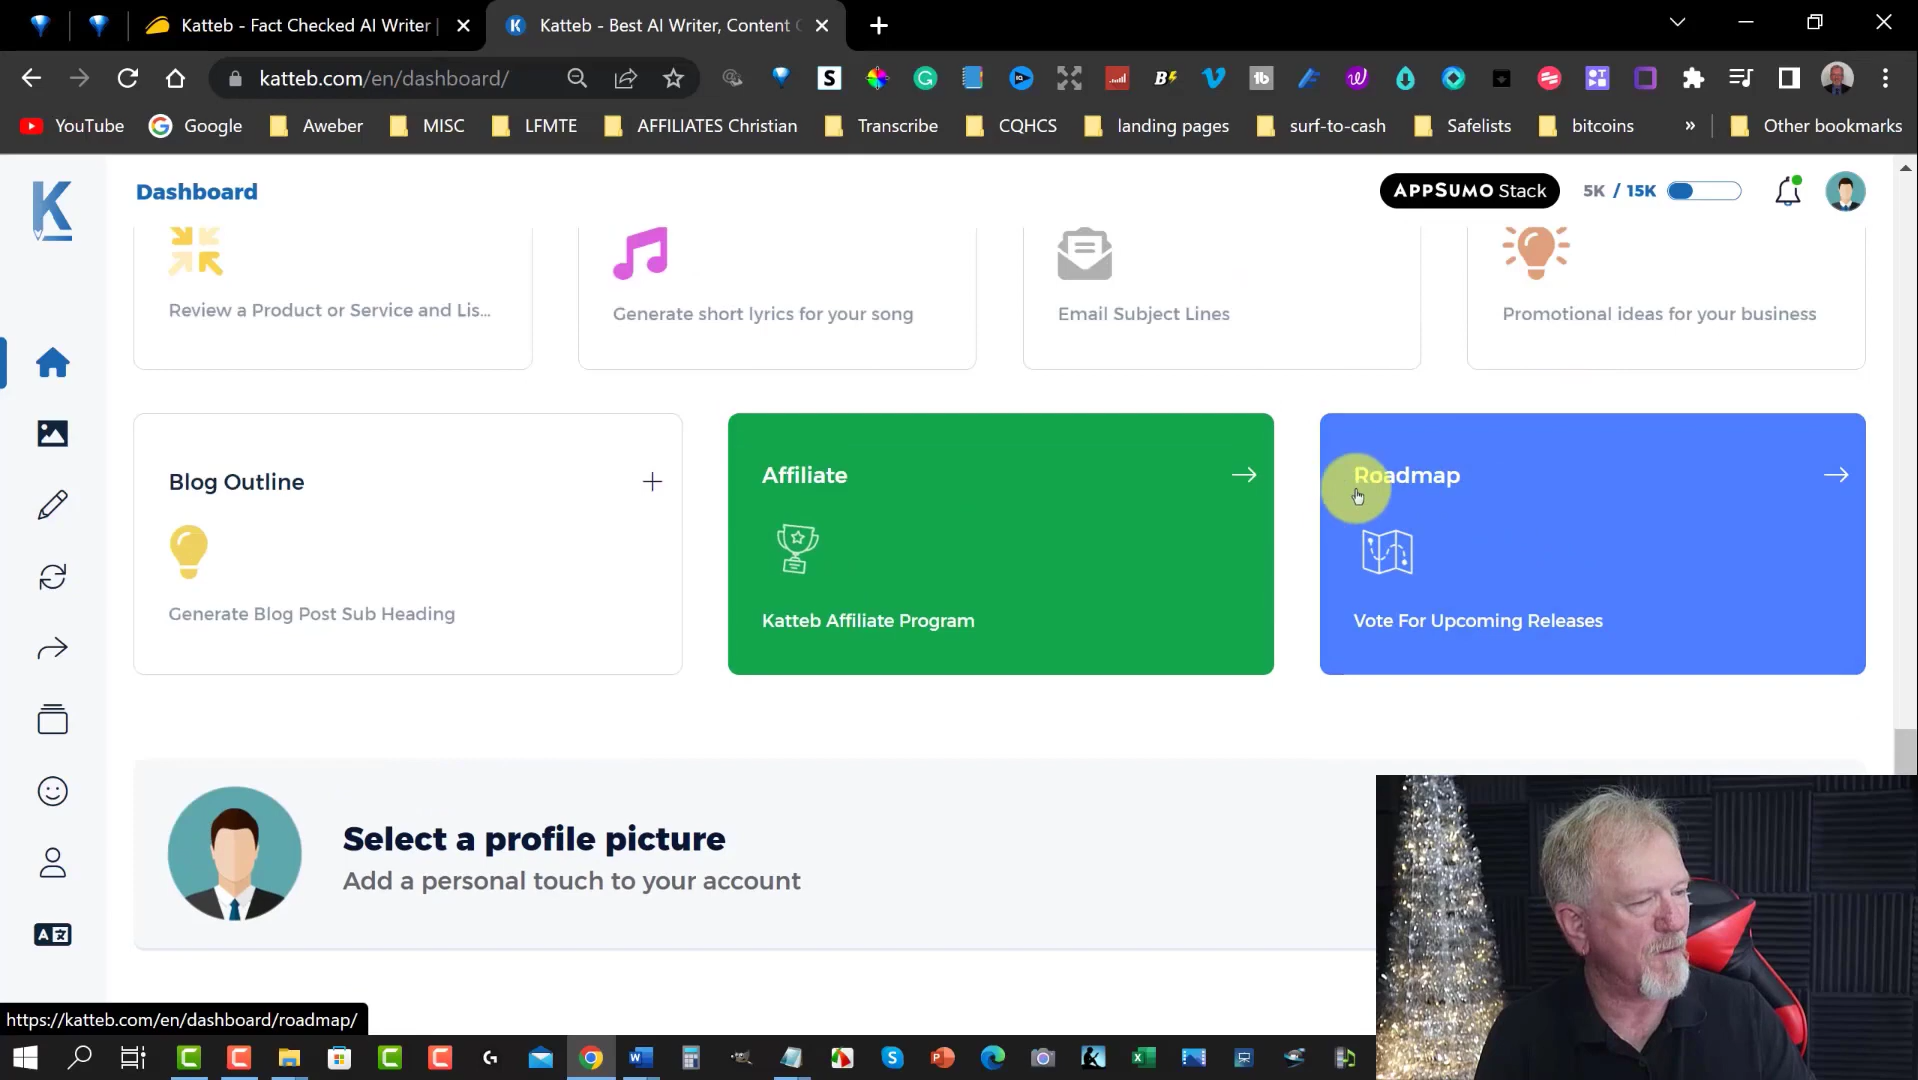 Katteb - Fact Checked AI Writer |
Katteb - Best AI Writer, Content
katteb.com/en/dashboard/
YouTube
Google
Aweber
MISC
LFMTE
AFFILIATES Christian
Transcribe
CQHCS
landing pages
surf-to-cash
Safelists
bitcoins
»
Other bookmarks
Dashboard
APPSUMO Stack
5K / 15K
Review a Product or Service and Lis...
Generate short lyrics for your song
Email Subject Lines
Promotional ideas for your business
Blog Outline
Generate Blog Post Sub Heading
Affiliate
Katteb Affiliate Program
Roadmap
Vote For Upcoming Releases
Select a profile picture
Add a personal touch to your account
https://katteb.com/en/dashboard/roadmap/